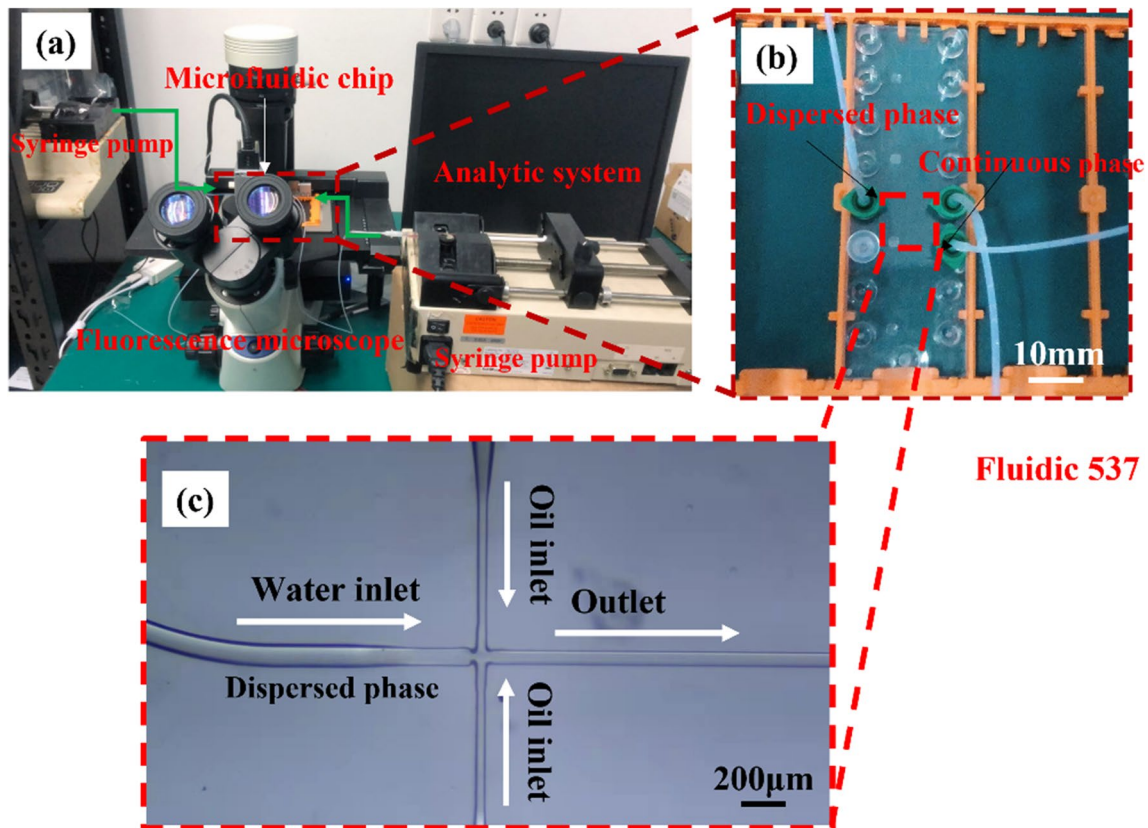 (a)
Microfluidic chip
Syringe pump
Analytic system
Fluorescence microscope
Syringe pump
(b)
Dispersed phase
Continuous phase
10mm
Fluidic 537
(c)
Oil inlet
Water inlet
Outlet
Dispersed phase
Oil inlet
200μm